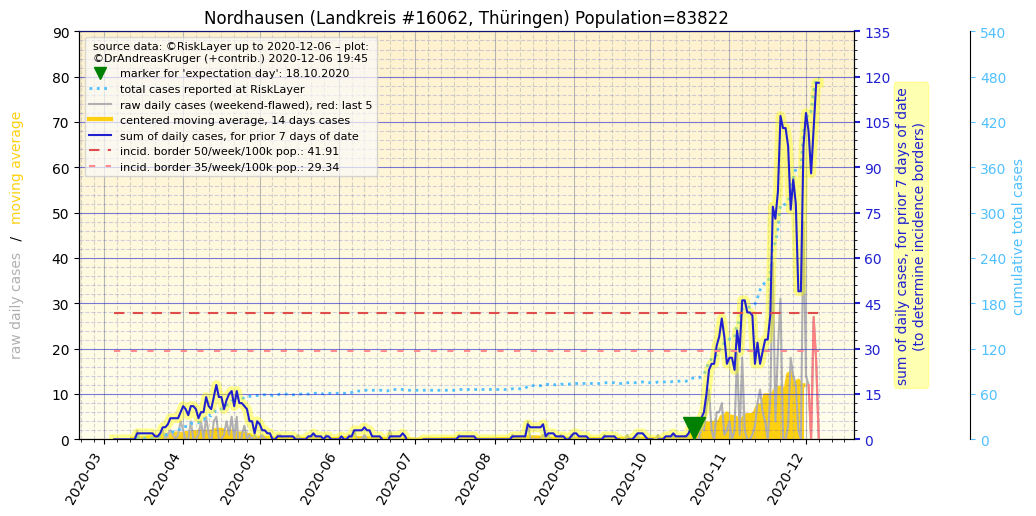 Nordhausen (Landkreis #16062, Thüringen) Population=83822
source data: ©RiskLayer up to 2020-12-06 – plot:
©DrAndreasKruger (+contrib.) 2020-12-06 19:45
marker for 'expectation day': 18.10.2020
total cases reported at RiskLayer
raw daily cases (weekend-flawed), red: last 5
centered moving average, 14 days cases
sum of daily cases, for prior 7 days of date
incid. border 50/week/100k pop.: 41.91
incid. border 35/week/100k pop.: 29.34
raw daily cases / moving average
90
80
70
60
50
40
30
20
10
0
135
120
105
90
75
60
45
30
15
0
sum of daily cases, for prior 7 days of date
(to determine incidence borders)
540
480
420
360
300
240
180
120
60
0
cumulative total cases
2020-03
2020-04
2020-05
2020-06
2020-07
2020-08
2020-09
2020-10
2020-11
2020-12